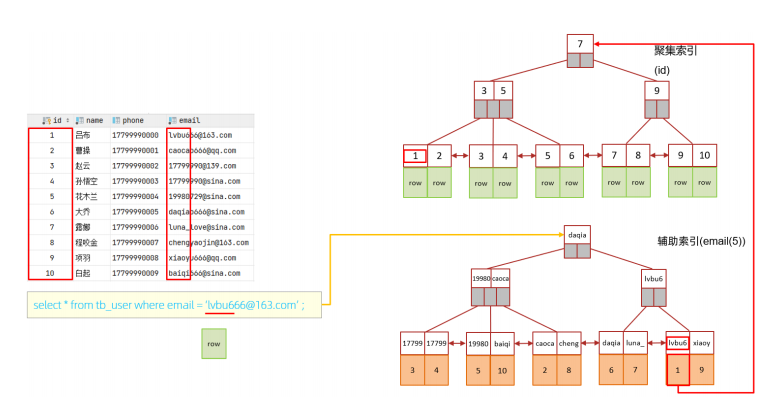 id name phone email
1 吕布 17799990000 lvbu666@163.com
2 曹操 17799990001 caocao666@qq.com
3 赵云 17799990002 17799990@139.com
4 孙悟空 17799990003 17799990@sina.com
5 花木兰 17799990004 19980729@sina.com
6 大乔 17799990005 daqiao666@sina.com
7 露娜 17799990006 luna_love@sina.com
8 程咬金 17799990007 chengyaojin@163.com
9 项羽 17799990008 xiaoyu666@qq.com
10 白起 17799990009 baiqi666@sina.com
select * from tb_user where email = 'lvbu666@163.com' ;
row
聚集索引
(id)
7
3 5 9
1 2 3 4 5 6 7 8 9 10
row row row row row row row row row row
辅助索引(email(5))
daqia
19980 caoca lvbu6
17799 17799 19980 baiqi caoca cheng daqia luna_ lvbu6 xiaoy
3 4 5 10 2 8 6 7 1 9